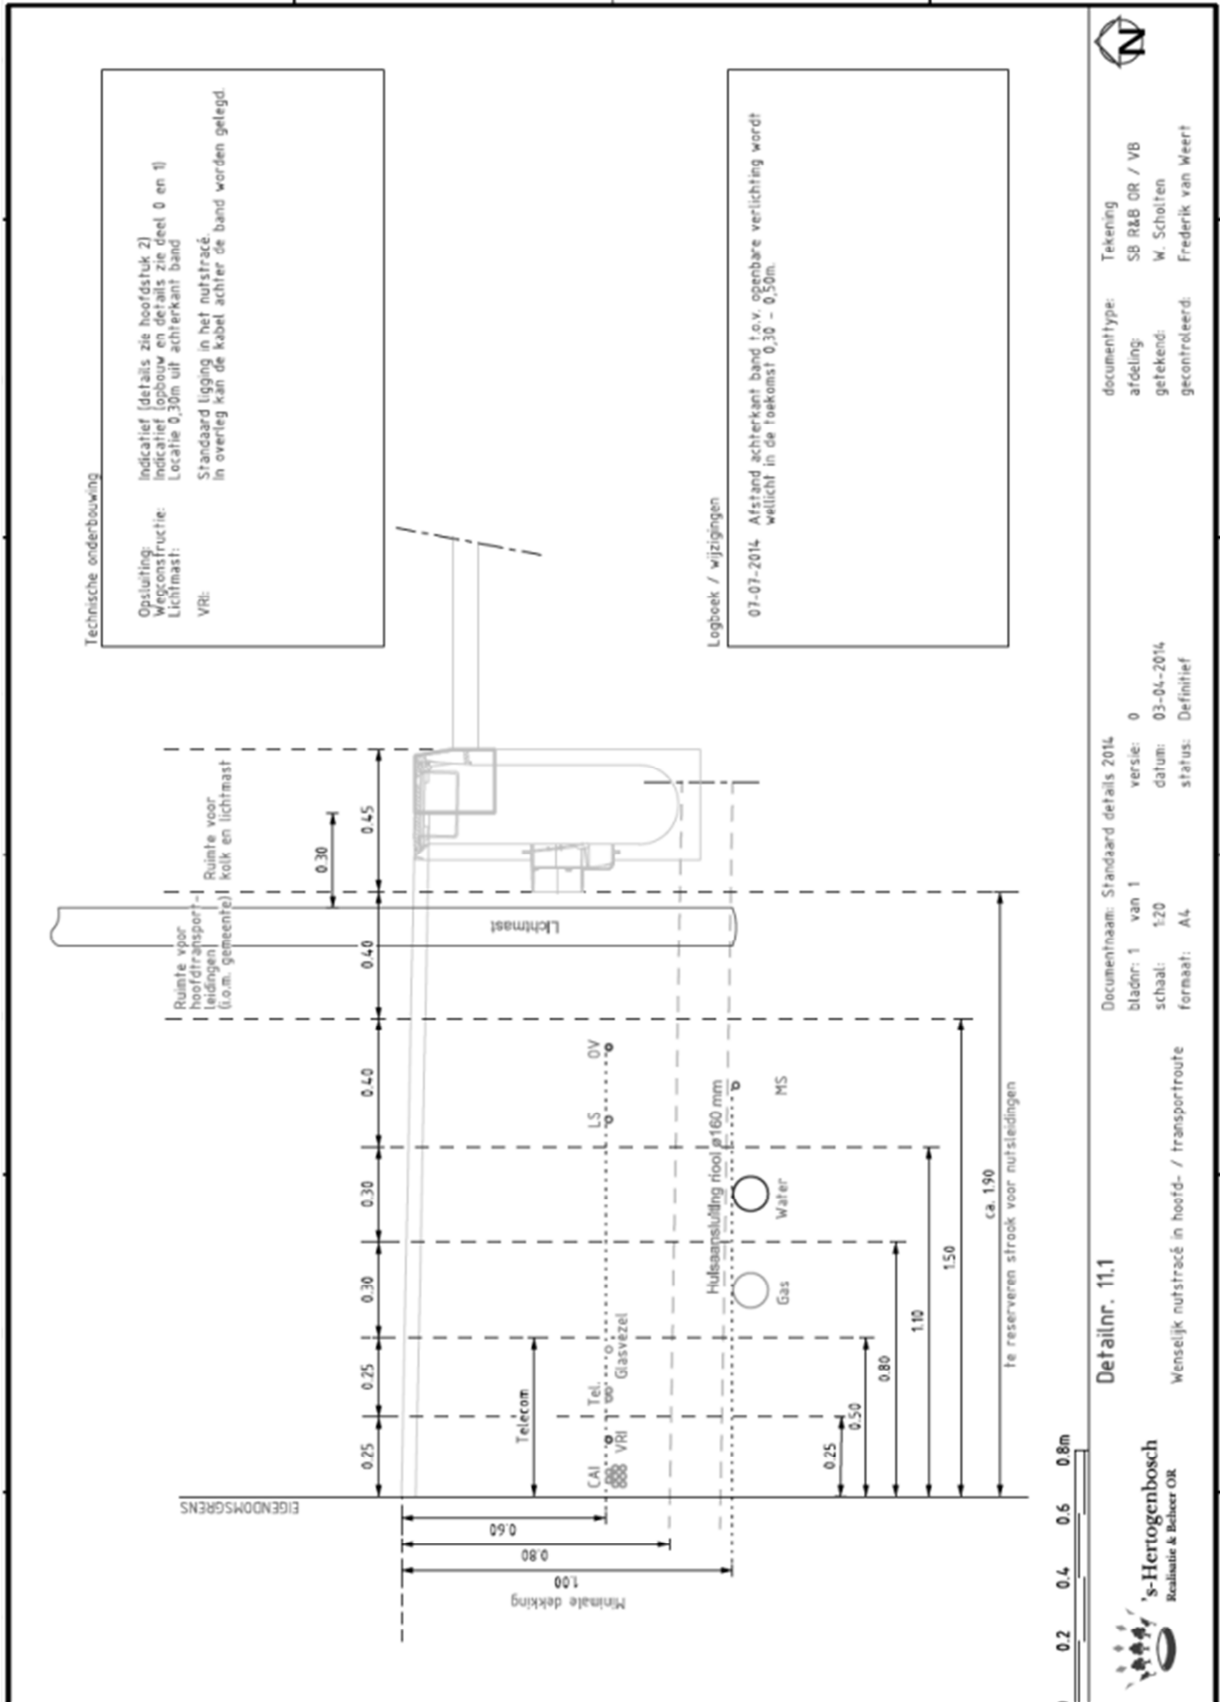 Technische onderbouwing
Opsluiting: Indicatief (details zie hoofdstuk 2)
Wegconstructie: Indicatief (opbouw en details zie deel 0 en 1)
Lichtmast: Locatie 0,30m uit achterkant band
VRI: Standaard ligging in het nutstracé.
In overleg kan de kabel achter de band worden gelegd.
Logboek / wijzigingen
07-07-2014 Afstand achterkant band t.o.v. openbare verlichting wordt
wellicht in de toekomst 0,30 - 0,50m.
EIGENDOMSGRENS
Ruimte voor
hoofdtransport-
leidingen
(i.o.m. gemeente)
Ruimte voor
kolk en lichtmast
0.30
0.25
0.25
0.30
0.30
0.40
0.40
0.45
Lichtmast
Telecom
CAI
VRI
Tel.
Glasvezel
LS
OV
Huisaansluiting riool ø160 mm
Gas
Water
MS
0.60
0.80
1.00
Minimale dekking
0.25
0.50
0.80
1.10
1.50
ca. 1.90
te reserveren strook voor nutsleidingen
0.2
0.4
0.6
0.8m
's-Hertogenbosch
Realisatie & Beheer OR
Detailnr. 11.1
Wenselijk nutstracé in hoofd- / transportroute
Documentnaam: Standaard details 2014
bladnr: 1 van 1
versie: 0
schaal: 1:20
datum: 03-04-2014
formaat: A4
status: Definitief
documenttype: Tekening
afdeling: SB R&B OR / VB
getekend: W. Scholten
gecontroleerd: Frederik van Weert
N